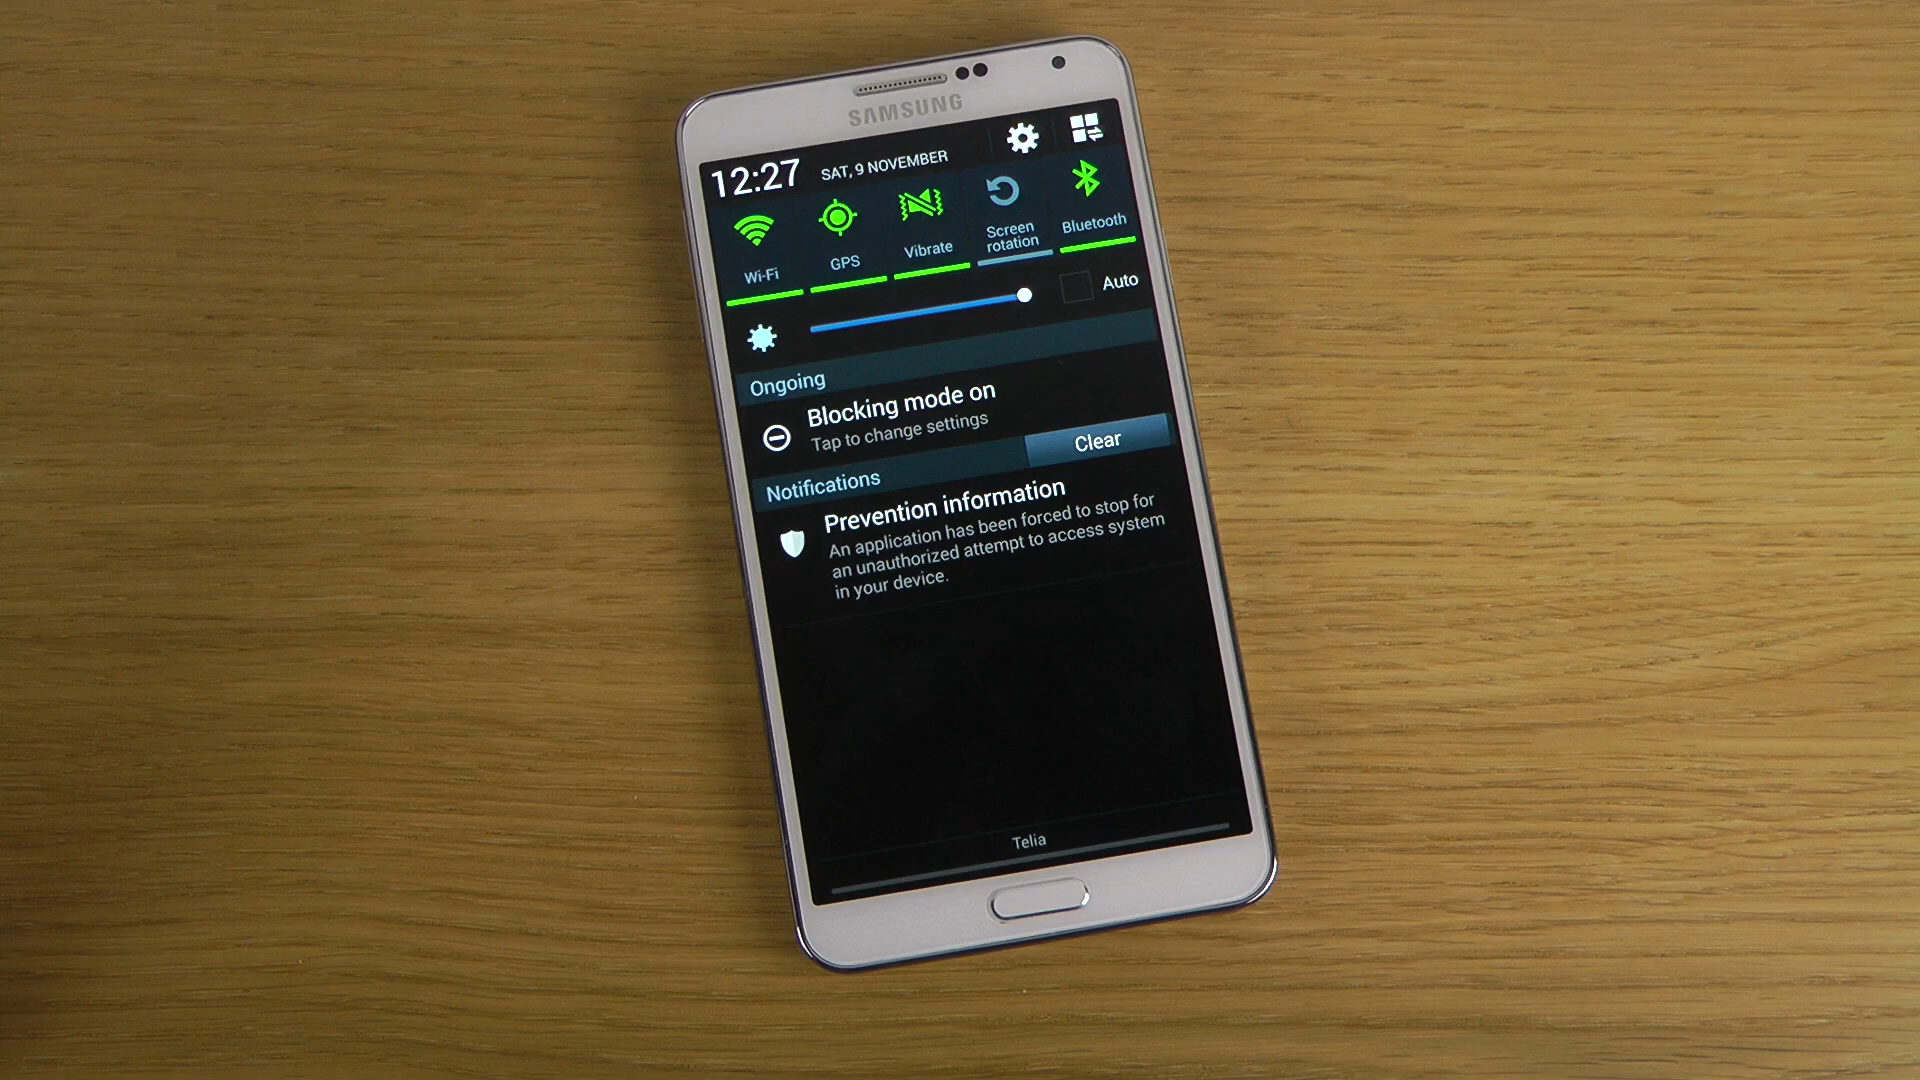 SAMSUNG
12:27 SAT, 9 NOVEMBER
Wi-Fi GPS Vibrate Screen rotation Bluetooth
Auto
Ongoing
Blocking mode on
Tap to change settings
Notifications Clear
Prevention information
An application has been forced to stop for
an unauthorized attempt to access system
in your device.
Telia